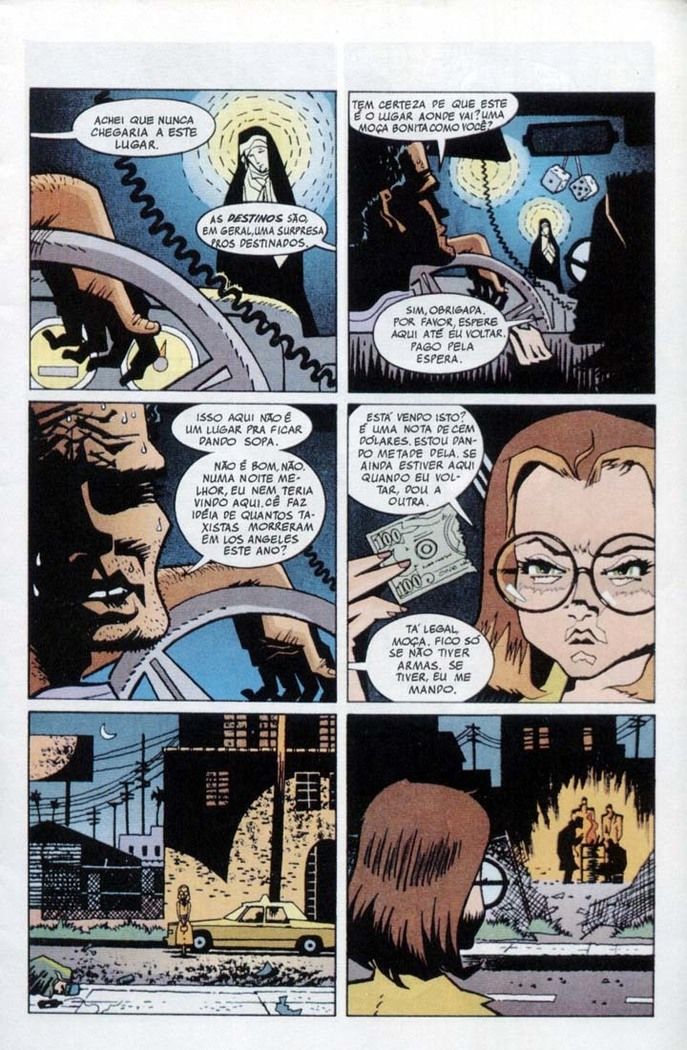 ACHEI QUE NUNCA
CHEGARIA A ESTE
LUGAR.
AS DESTINOS SÃO,
EM GERAL, UMA SURPRESA
PROS DESTINADOS.
TEM CERTEZA DE QUE ESTE
É O LUGAR AONDE VAI? UMA
MOÇA BONITA COMO VOCÊ?
SIM, OBRIGADA.
POR FAVOR, ESPERE
AQUI ATÉ EU VOLTAR.
PAGO PELA
ESPERA.
ISSO AQUI NÃO É
UM LUGAR PRA FICAR
DANDO SOPA.
NÃO É BOM, NÃO.
NUMA NOITE ME-
LHOR, EU NEM TERIA
VINDO AQUI. CÊ FAZ
IDÉIA DE QUANTOS TA-
XISTAS MORRERAM
EM LOS ANGELES
ESTE ANO?
ESTÁ VENDO ISTO?
É UMA NOTA DE CEM
DÓLARES. ESTOU DAN-
DO METADE DELA. SE
AINDA ESTIVER AQUI
QUANDO EU VOL-
TAR, DOU A
OUTRA.
100
100
TÁ LEGAL,
MOÇA. FICO SÓ
SE NÃO TIVER
ARMAS. SE
TIVER, EU ME
MANDO.